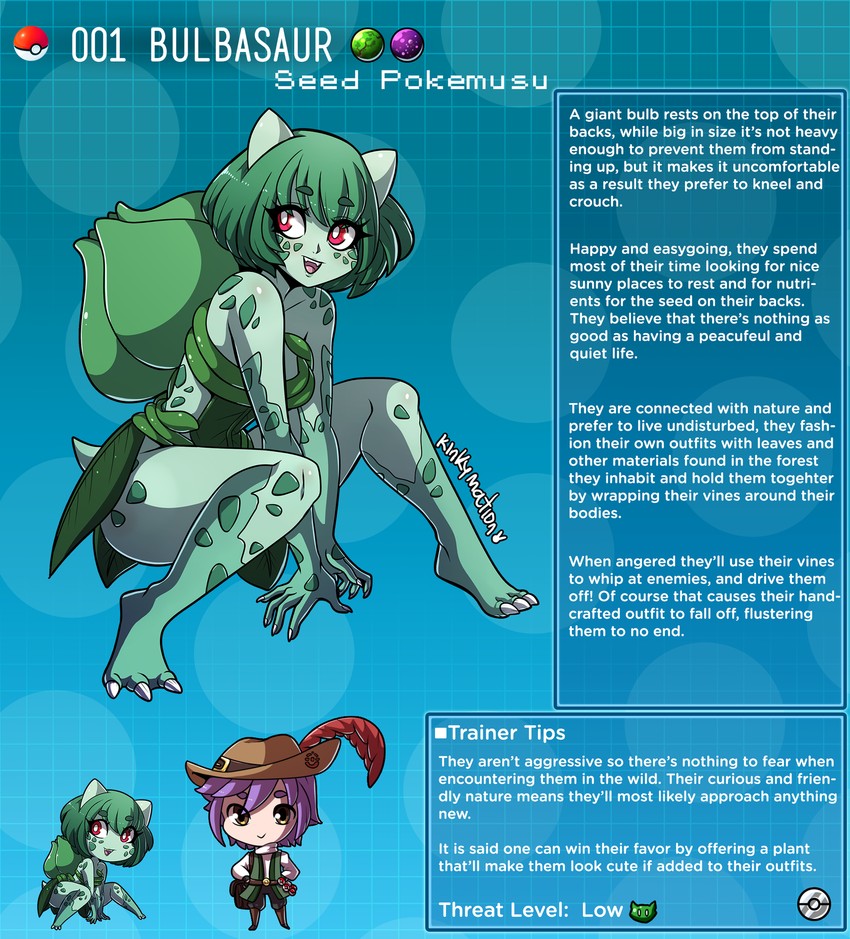 001 BULBASAUR
Seed Pokemusu
A giant bulb rests on the top of their
backs, while big in size it's not heavy
enough to prevent them from stand-
ing up, but it makes it uncomfortable
as a result they prefer to kneel and
crouch.
Happy and easygoing, they spend
most of their time looking for nice
sunny places to rest and for nutri-
ents for the seed on their backs.
They believe that there's nothing as
good as having a peacufeul and
quiet life.
They are connected with nature and
prefer to live undisturbed, they fash-
ion their own outfits with leaves and
other materials found in the forest
they inhabit and hold them togehter
by wrapping their vines around their
bodies.
When angered they'll use their vines
to whip at enemies, and drive them
off! Of course that causes their hand-
crafted outfit to fall off, flustering
them to no end.
kinkymation
Trainer Tips
They aren't aggressive so there's nothing to fear when
encountering them in the wild. Their curious and frien-
dly nature means they'll most likely approach anything
new.
It is said one can win their favor by offering a plant
that'll make them look cute if added to their outfits.
Threat Level: Low